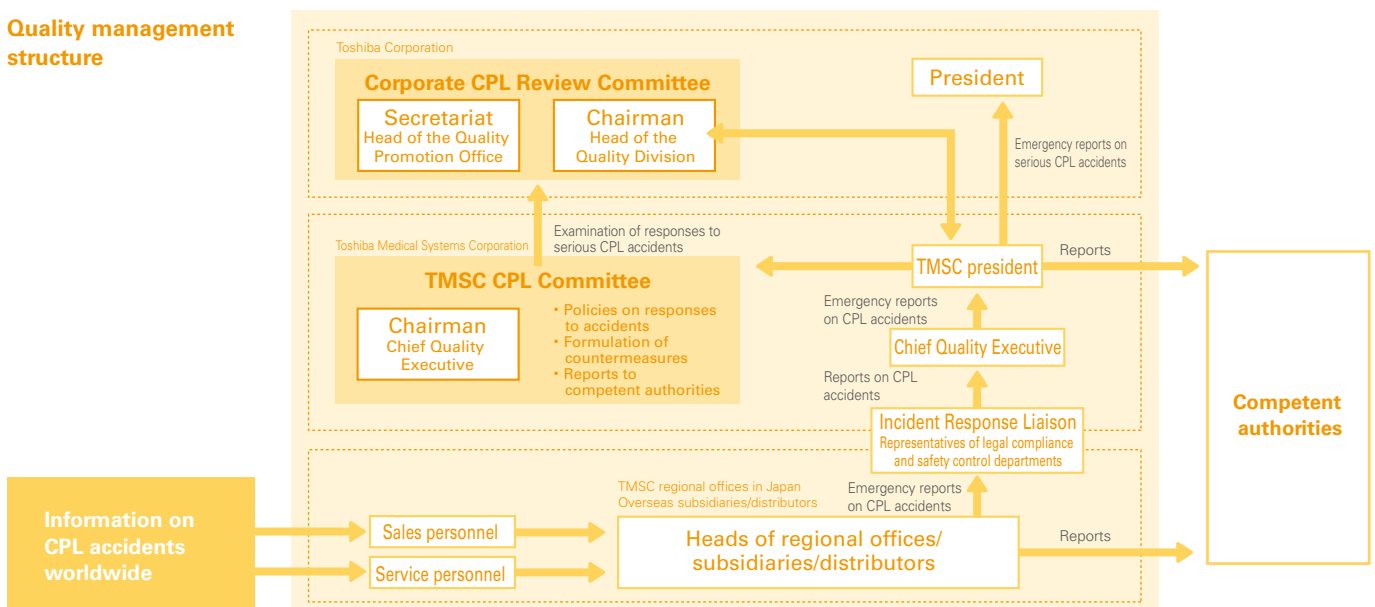 Quality management
structure
Toshiba Corporation
Corporate CPL Review Committee
Secretariat
Head of the Quality
Promotion Office
Chairman
Head of the
Quality Division
President
Emergency reports on
serious CPL accidents
Toshiba Medical Systems Corporation
Examination of responses to
serious CPL accidents
TMSC CPL Committee
Chairman
Chief Quality
Executive
• Policies on responses
to accidents
• Formulation of
countermeasures
• Reports to
competent authorities
TMSC president
Reports
Emergency reports
on CPL accidents
Chief Quality Executive
Reports on CPL
accidents
Incident Response Liaison
Representatives of legal compliance
and safety control departments
Competent
authorities
Information on
CPL accidents
worldwide
Sales personnel
Service personnel
TMSC regional offices in Japan
Overseas subsidiaries/distributors
Emergency reports
on CPL accidents
Heads of regional offices/
subsidiaries/distributors
Reports